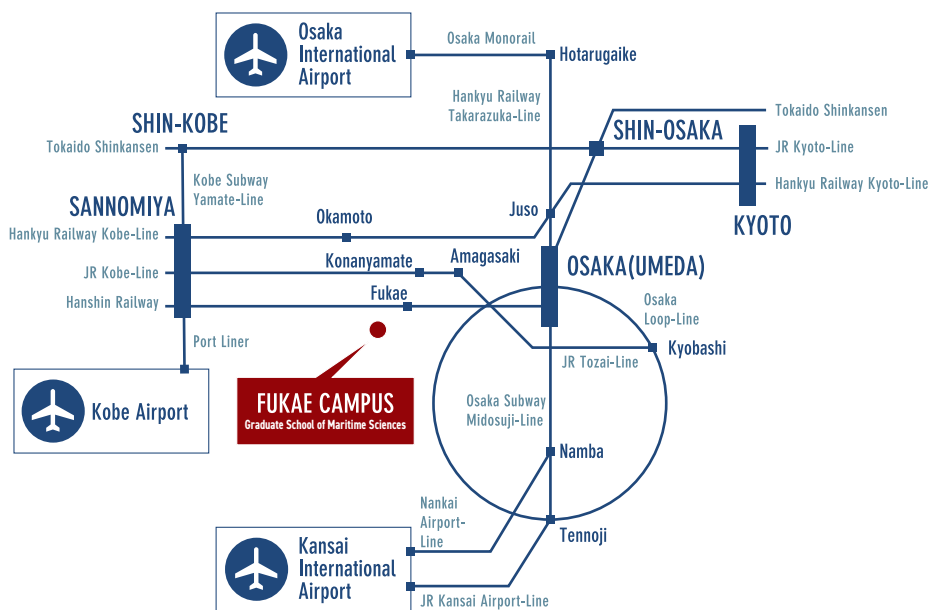 Osaka
International
Airport
Osaka Monorail
Hotarugaike
Hankyu Railway
Takarazuka-Line
SHIN-KOBE
SHIN-OSAKA
Tokaido Shinkansen
Tokaido Shinkansen
JR Kyoto-Line
Kobe Subway
Yamate-Line
Hankyu Railway Kyoto-Line
SANNOMIYA
Okamoto
Juso
KYOTO
Hankyu Railway Kobe-Line
Konanyamate
Amagasaki
OSAKA(UMEDA)
JR Kobe-Line
Fukae
Osaka
Loop-Line
Hanshin Railway
Port Liner
Kyobashi
JR Tozai-Line
Kobe Airport
FUKAE CAMPUS
Graduate School of Maritime Sciences
Osaka Subway
Midosuji-Line
Namba
Nankai
Airport-
Line
Tennoji
Kansai
International
Airport
JR Kansai Airport-Line